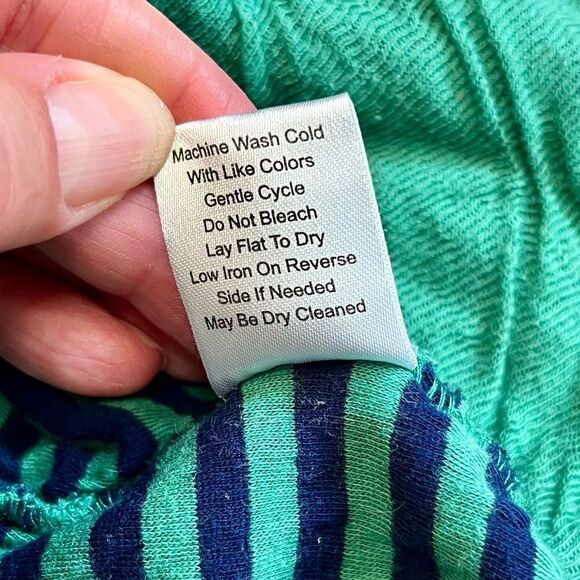 Machine Wash Cold
With Like Colors
Gentle Cycle
Do Not Bleach
Lay Flat To Dry
Low Iron On Reverse
Side If Needed
May Be Dry Cleaned